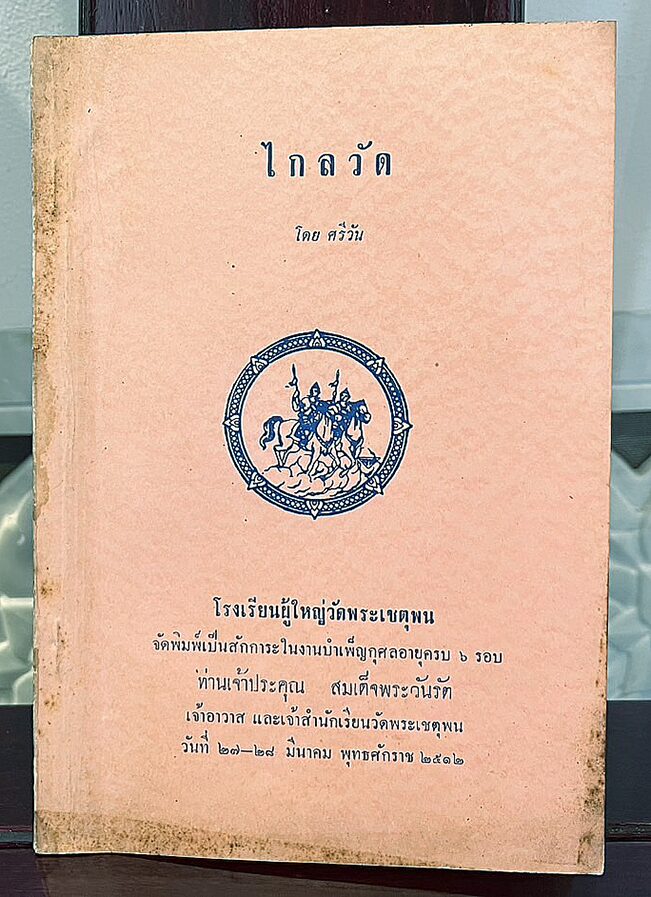 ไกลวัด
โดย ศรีวัน
โรงเรียนผู้ใหญ่วัดพระเชตุพน
จัดพิมพ์เป็นสักการะในงานบำเพ็ญกุศลอายุครบ ๖ รอบ
ท่านเจ้าประคุณ สมเด็จพระวันรัต
เจ้าอาวาส และเจ้าสำนักเรียนวัดพระเชตุพน
วันที่ ๒๗—๒๘ มีนาคม พุทธศักราช ๒๕๑๒